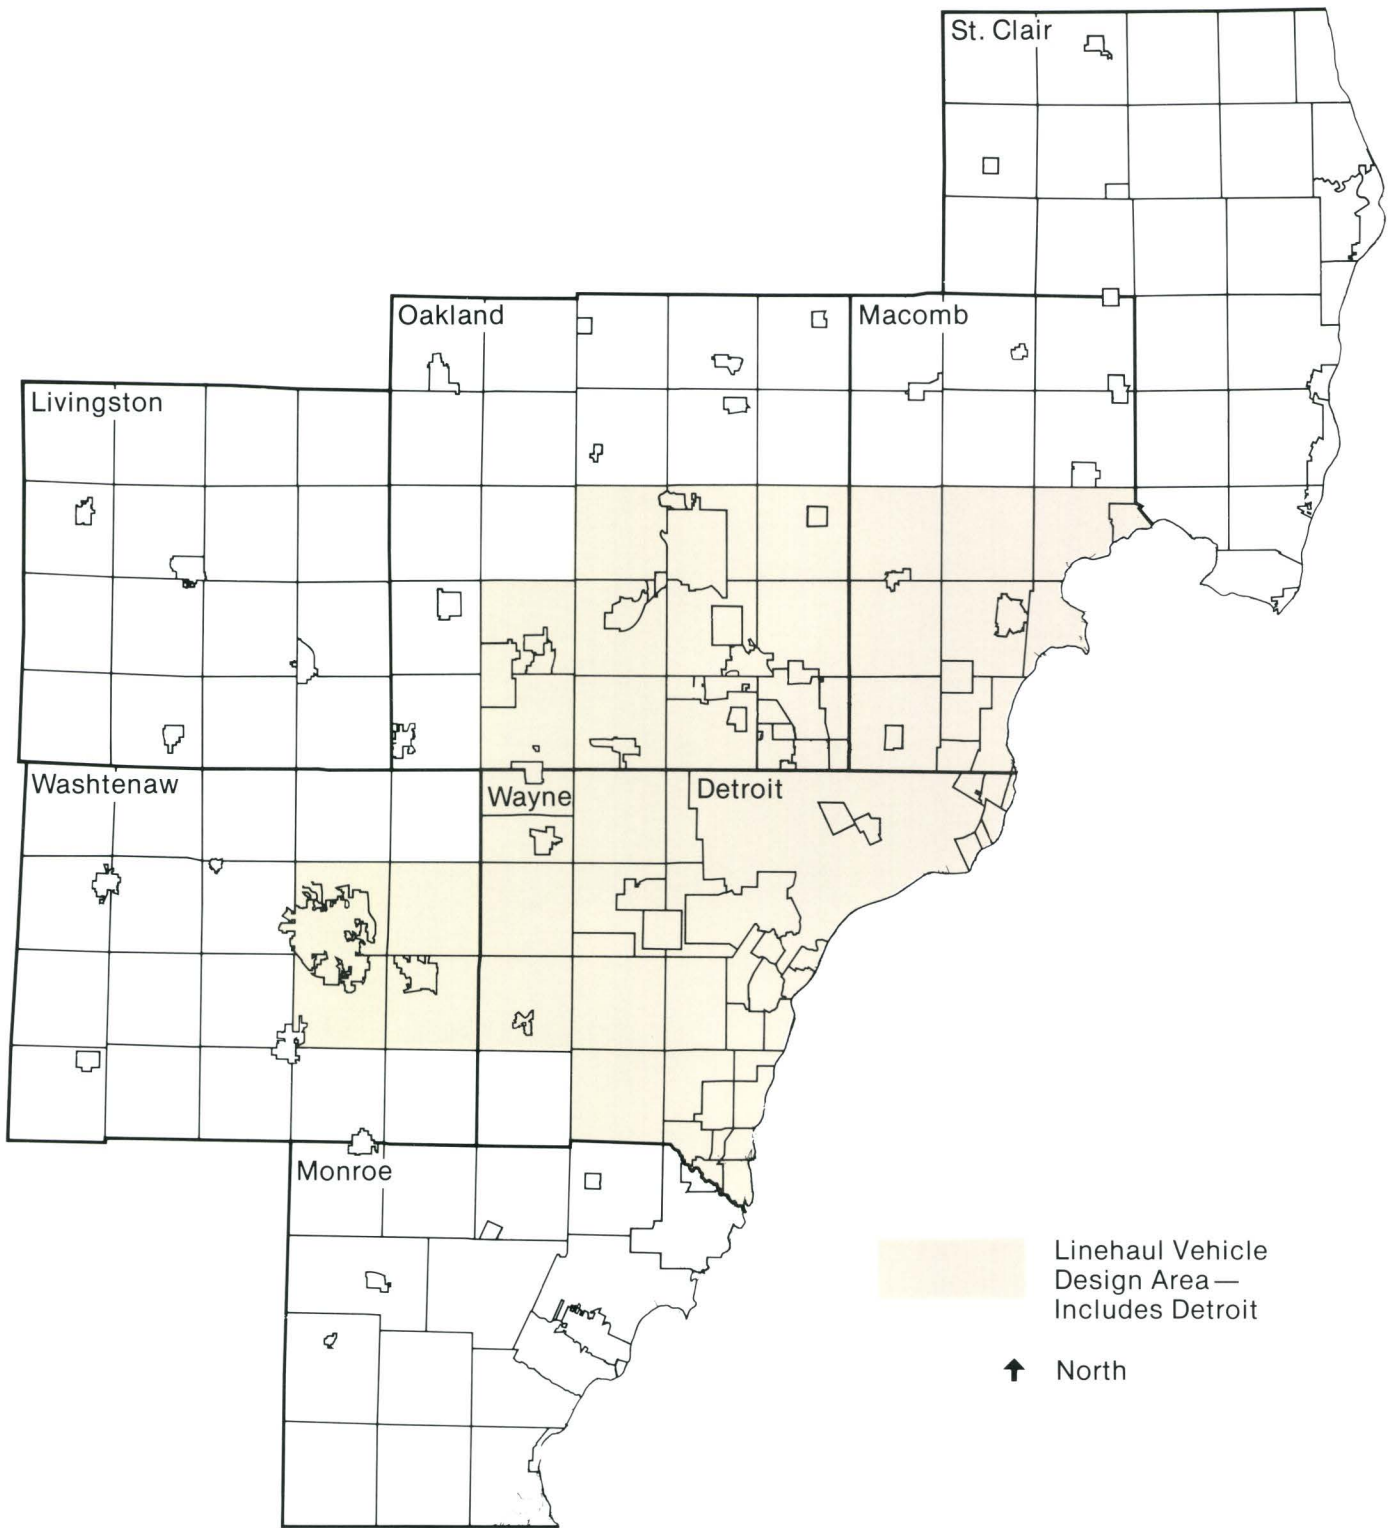 St. Clair
Oakland
Macomb
Livingston
Washtenaw
Wayne
Detroit
Monroe
Linehaul Vehicle
Design Area—
Includes Detroit
North